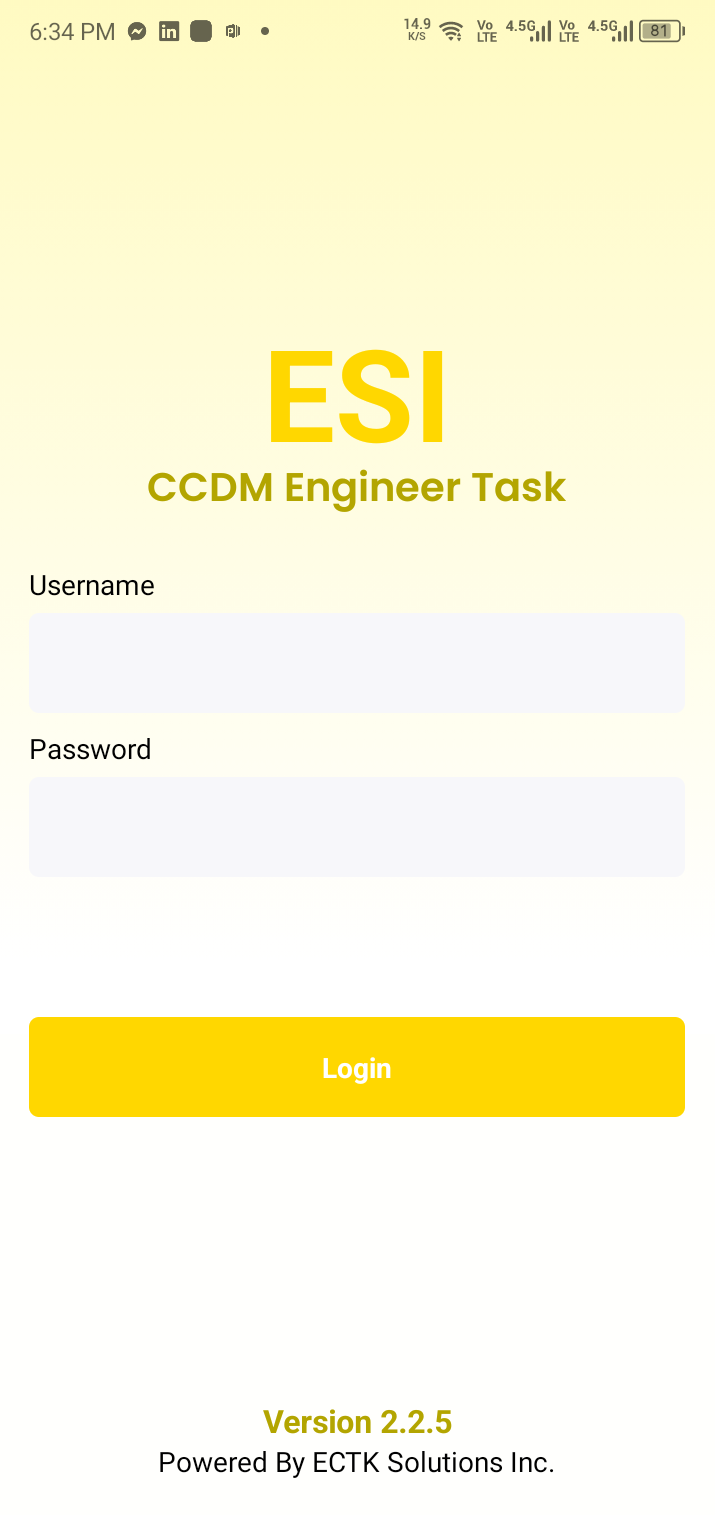 6:34 PM 14.9 K/S Vo LTE 4.5G Vo LTE 4.5G 81
ESI
CCDM Engineer Task
Username
Password
Login
Version 2.2.5
Powered By ECTK Solutions Inc.